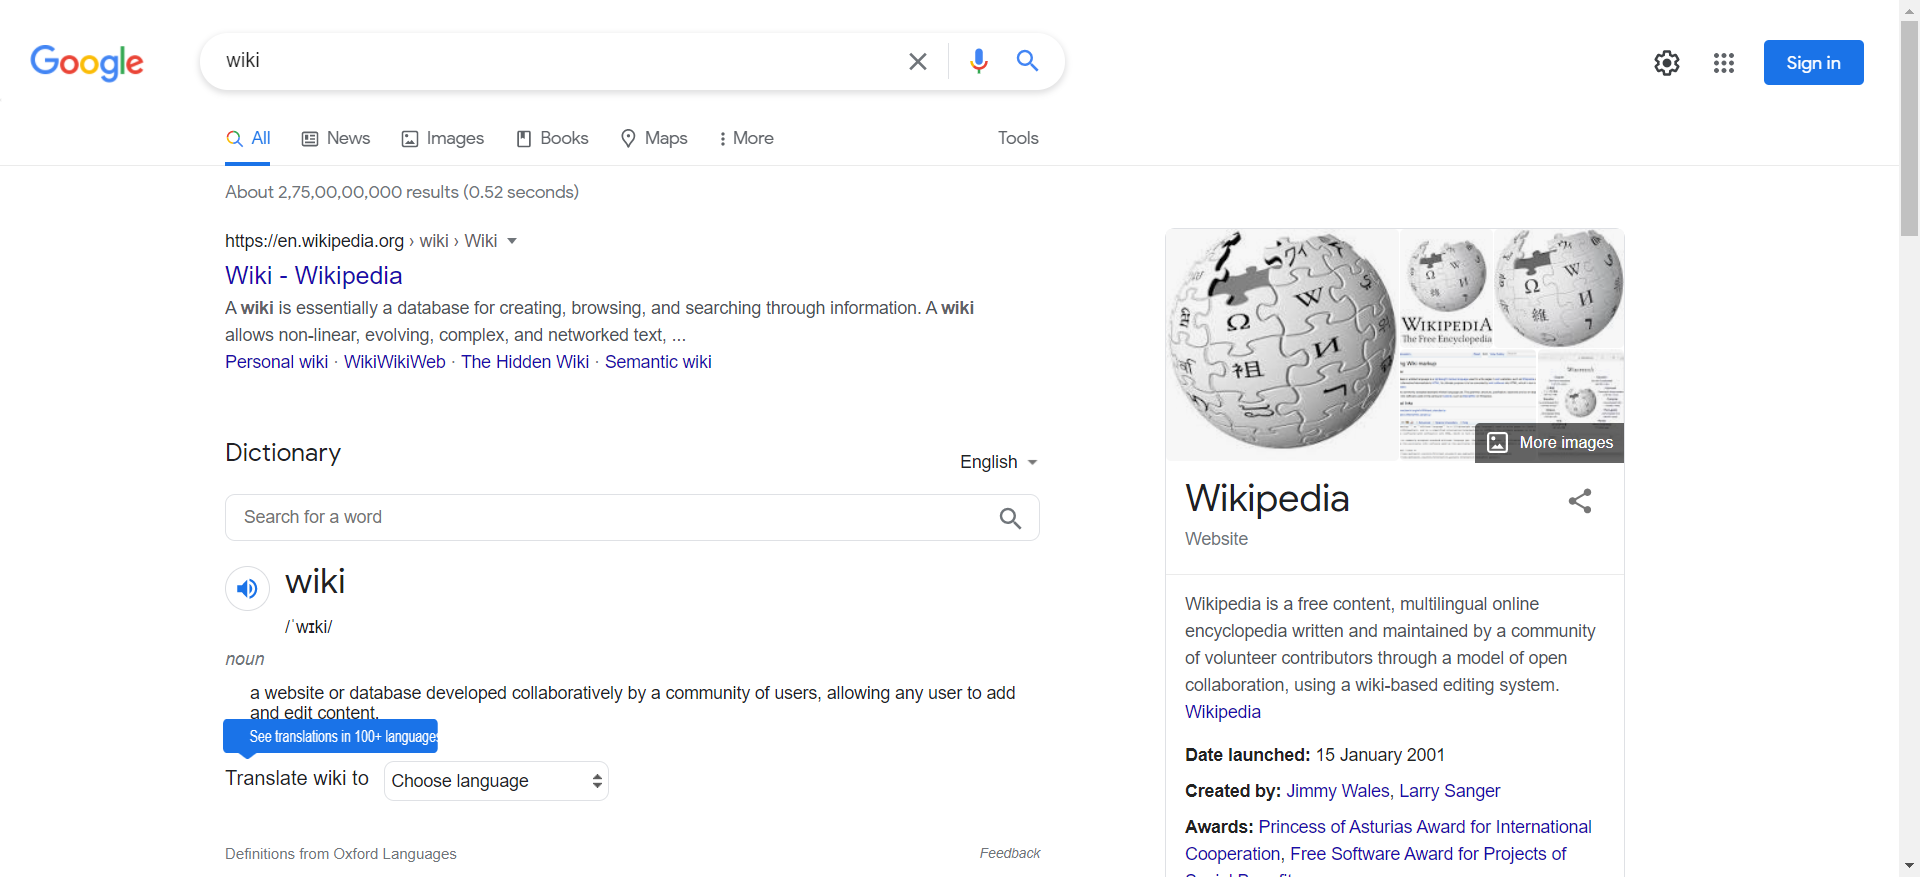 Google
wiki
Sign in
All
News
Images
Books
Maps
More
Tools
About 2,75,00,00,000 results (0.52 seconds)
https://en.wikipedia.org › wiki › Wiki
Wiki - Wikipedia
A wiki is essentially a database for creating, browsing, and searching through information. A wiki
allows non-linear, evolving, complex, and networked text, ...
Personal wiki · WikiWikiWeb · The Hidden Wiki · Semantic wiki
Dictionary
English
Search for a word
wiki
/ˈwɪki/
noun
a website or database developed collaboratively by a community of users, allowing any user to add
and edit content.
See translations in 100+ languages
Translate wiki to
Choose language
Definitions from Oxford Languages
Feedback
WIKIPEDIA
The Free Encyclopedia
More images
Wikipedia
Website
Wikipedia is a free content, multilingual online
encyclopedia written and maintained by a community
of volunteer contributors through a model of open
collaboration, using a wiki-based editing system.
Wikipedia
Date launched: 15 January 2001
Created by: Jimmy Wales, Larry Sanger
Awards: Princess of Asturias Award for International
Cooperation, Free Software Award for Projects of